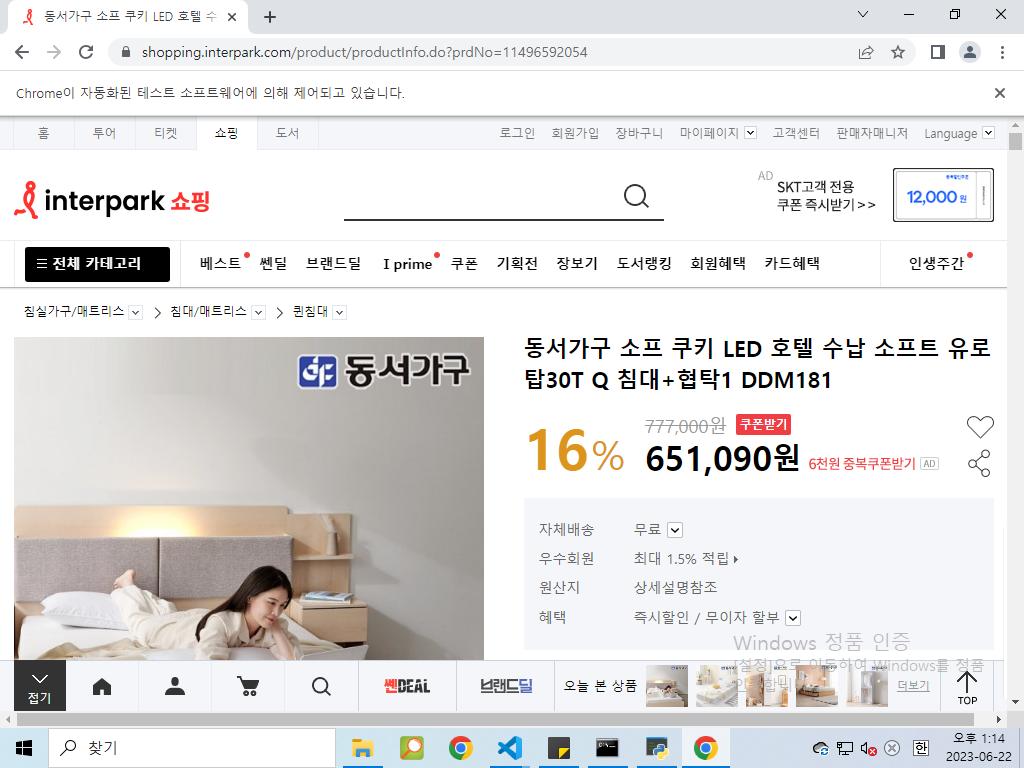 동서가구 소프 쿠키 LED 호텔 수
shopping.interpark.com/product/productInfo.do?prdNo=11496592054
Chrome이 자동화된 테스트 소프트웨어에 의해 제어되고 있습니다.
홈 투어 티켓 쇼핑 도서 로그인 회원가입 장바구니 마이페이지 고객센터 판매자매니저 Language
interpark 쇼핑
AD SKT고객 전용
쿠폰 즉시받기>>
12,000원
전체 카테고리 베스트 쎈딜 브랜드딜 I prime 쿠폰 기획전 장보기 도서랭킹 회원혜택 카드혜택 인생주간
침실가구/매트리스 침대/매트리스 퀸침대
동서가구
동서가구 소프 쿠키 LED 호텔 수납 소프트 유로
탑30T Q 침대+협탁1 DDM181
777,000원 쿠폰받기
16% 651,090원 6천원 중복쿠폰받기 AD
자체배송 무료
우수회원 최대 1.5% 적립
원산지 상세설명참조
혜택 즉시할인 / 무이자 할부
Windows 정품 인증
[설정]으로 이동하여 Windows를 정품
접기 쎈DEAL 브랜드딜 오늘 본 상품 더보기 TOP
찾기
한
오후 1:14
2023-06-22